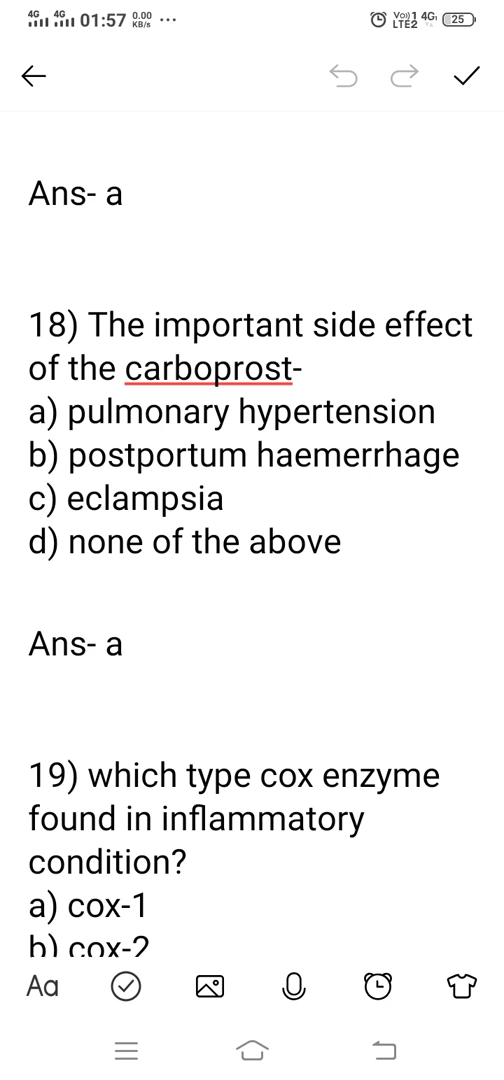 4G 4G 01:57 0.00 KB/s ... Vo))1 4G LTE2 25
Ans- a
18) The important side effect
of the carboprost-
a) pulmonary hypertension
b) postportum haemerrhage
c) eclampsia
d) none of the above
Ans- a
19) which type cox enzyme
found in inflammatory
condition?
a) cox-1
b) cox-2
Aa